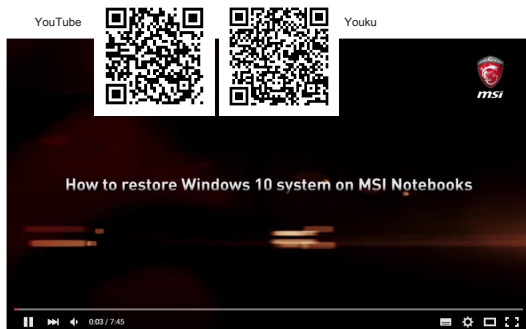 YouTube
Youku
msi
How to restore Windows 10 system on MSI Notebooks
0:03 / 7:45